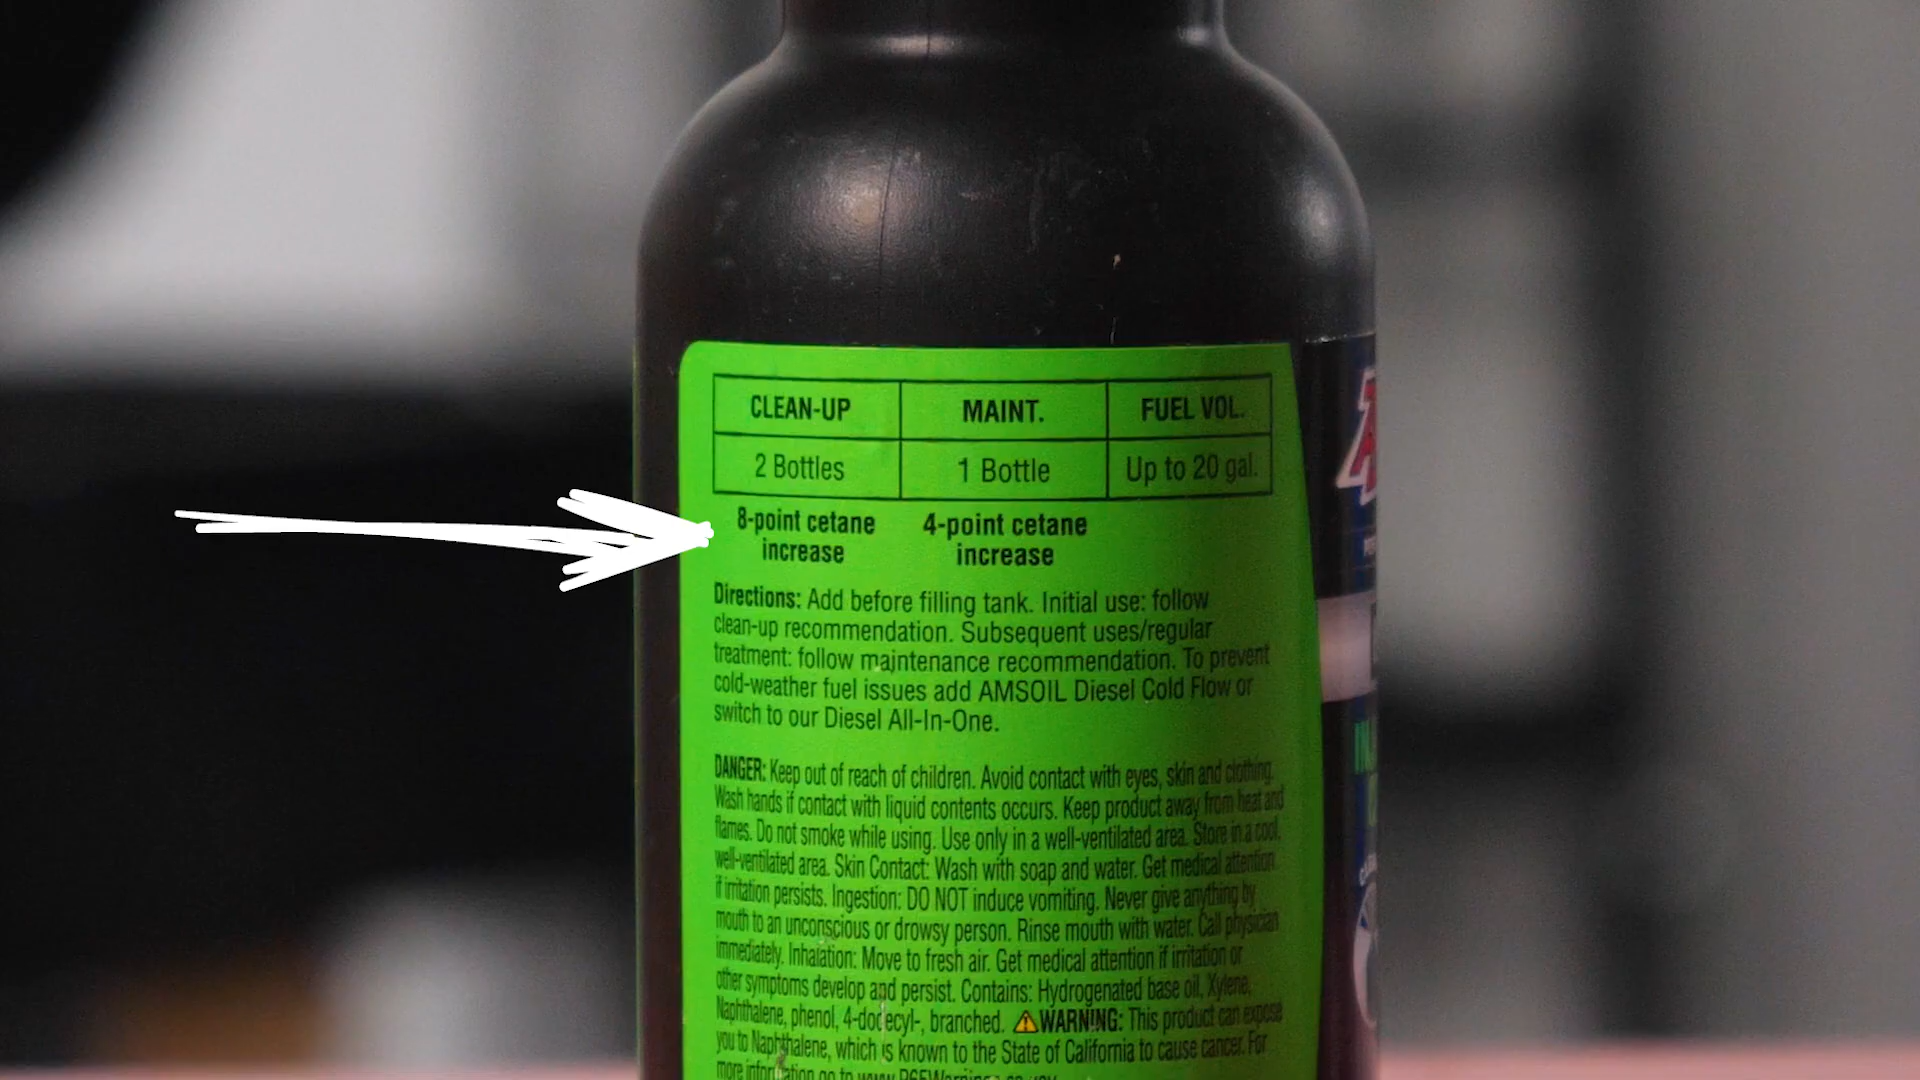 CLEAN-UP MAINT. FUEL VOL.
2 Bottles 1 Bottle Up to 20 gal.
8-point cetane increase 4-point cetane increase
Directions: Add before filling tank. Initial use: follow
clean-up recommendation. Subsequent uses/regular
treatment: follow maintenance recommendation. To prevent
cold-weather fuel issues add AMSOIL Diesel Cold Flow or
switch to our Diesel All-In-One.
DANGER: Keep out of reach of children. Avoid contact with eyes, skin and clothing.
Wash hands if contact with liquid contents occurs. Keep product away from heat and
flames. Do not smoke while using. Use only in a well-ventilated area. Store in a cool,
well-ventilated area. Skin Contact: Wash with soap and water. Get medical attention
if irritation persists. Ingestion: DO NOT induce vomiting. Never give anything by
mouth to an unconscious or drowsy person. Rinse mouth with water. Call physician
immediately. Inhalation: Move to fresh air. Get medical attention if irritation or
other symptoms develop and persist. Contains: Hydrogenated base oil, Xylene,
Naphthalene, phenol, 4-dodecyl-, branched. ⚠WARNING: This product can expose
you to Naphthalene, which is known to the State of California to cause cancer. For
more information go to